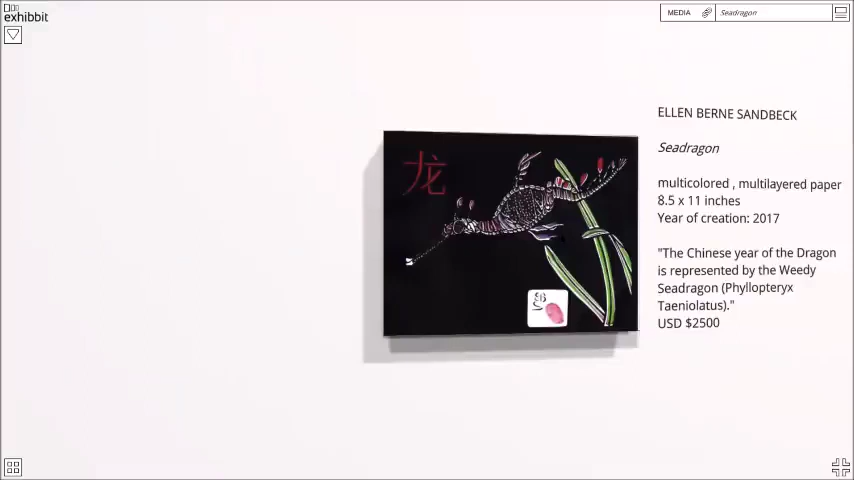 exhibbit
MEDIA
Seadragon
ELLEN BERNE SANDBECK
Seadragon
multicolored , multilayered paper
8.5 x 11 inches
Year of creation: 2017
"The Chinese year of the Dragon
is represented by the Weedy
Seadragon (Phyllopteryx
Taeniolatus)."
USD $2500
龙